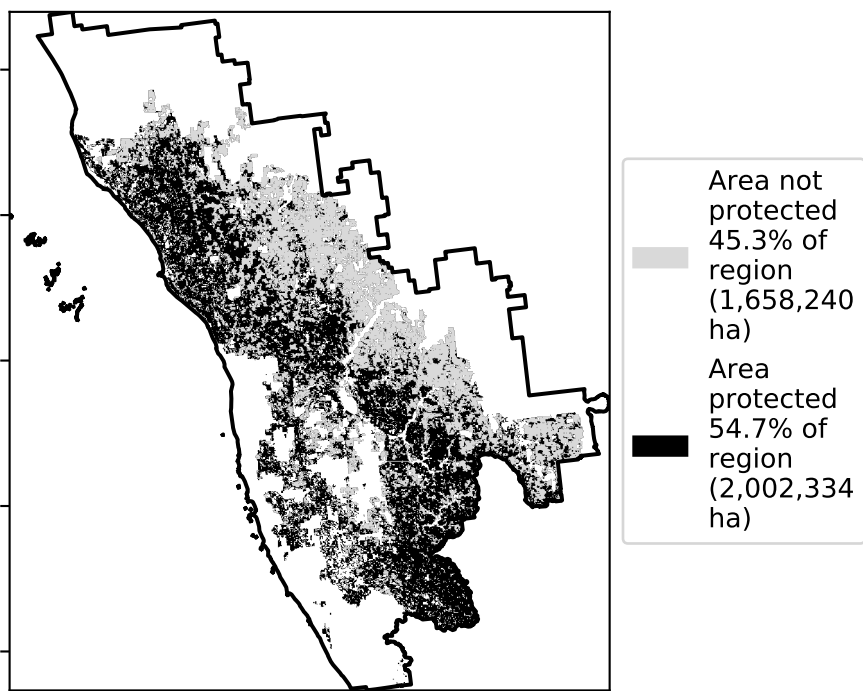 Area not
protected
45.3% of
region
(1,658,240
ha)
Area
protected
54.7% of
region
(2,002,334
ha)